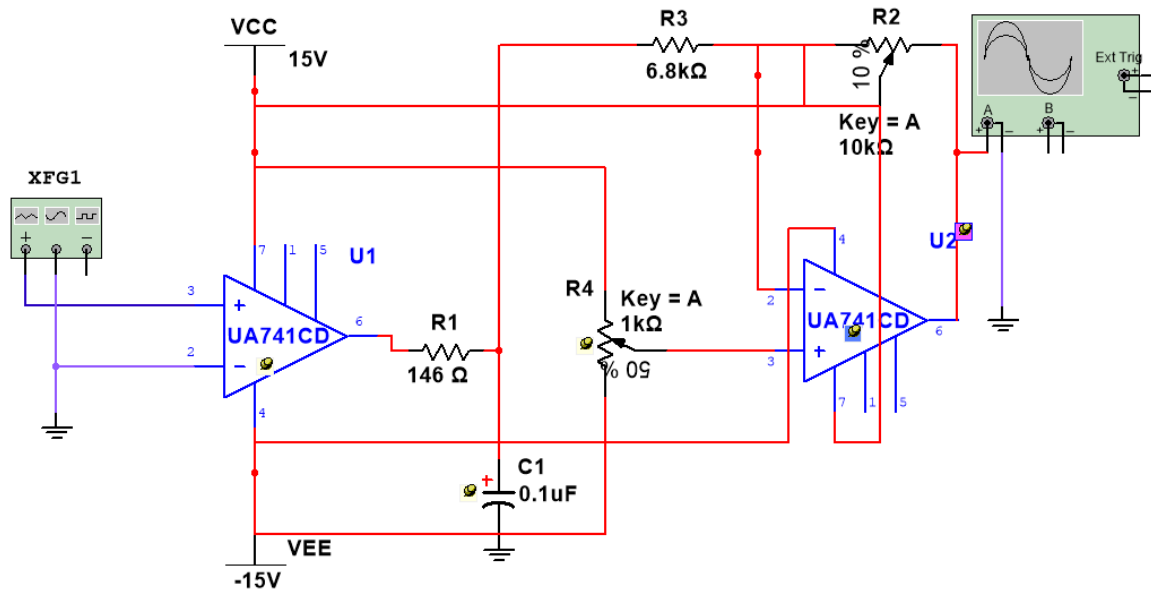 VCC
15V
R3
6.8kΩ
R2
10 %
Key = A
10kΩ
Ext Trig
+
−
A
B
+
−
+
−
XFG1
+
−
7
1
5
U1
3
+
UA741CD
6
2
−
4
R1
146 Ω
R4
Key = A
1kΩ
50 %
4
U2
2
−
UA741CD
6
3
+
7
1
5
C1
+
0.1uF
VEE
-15V